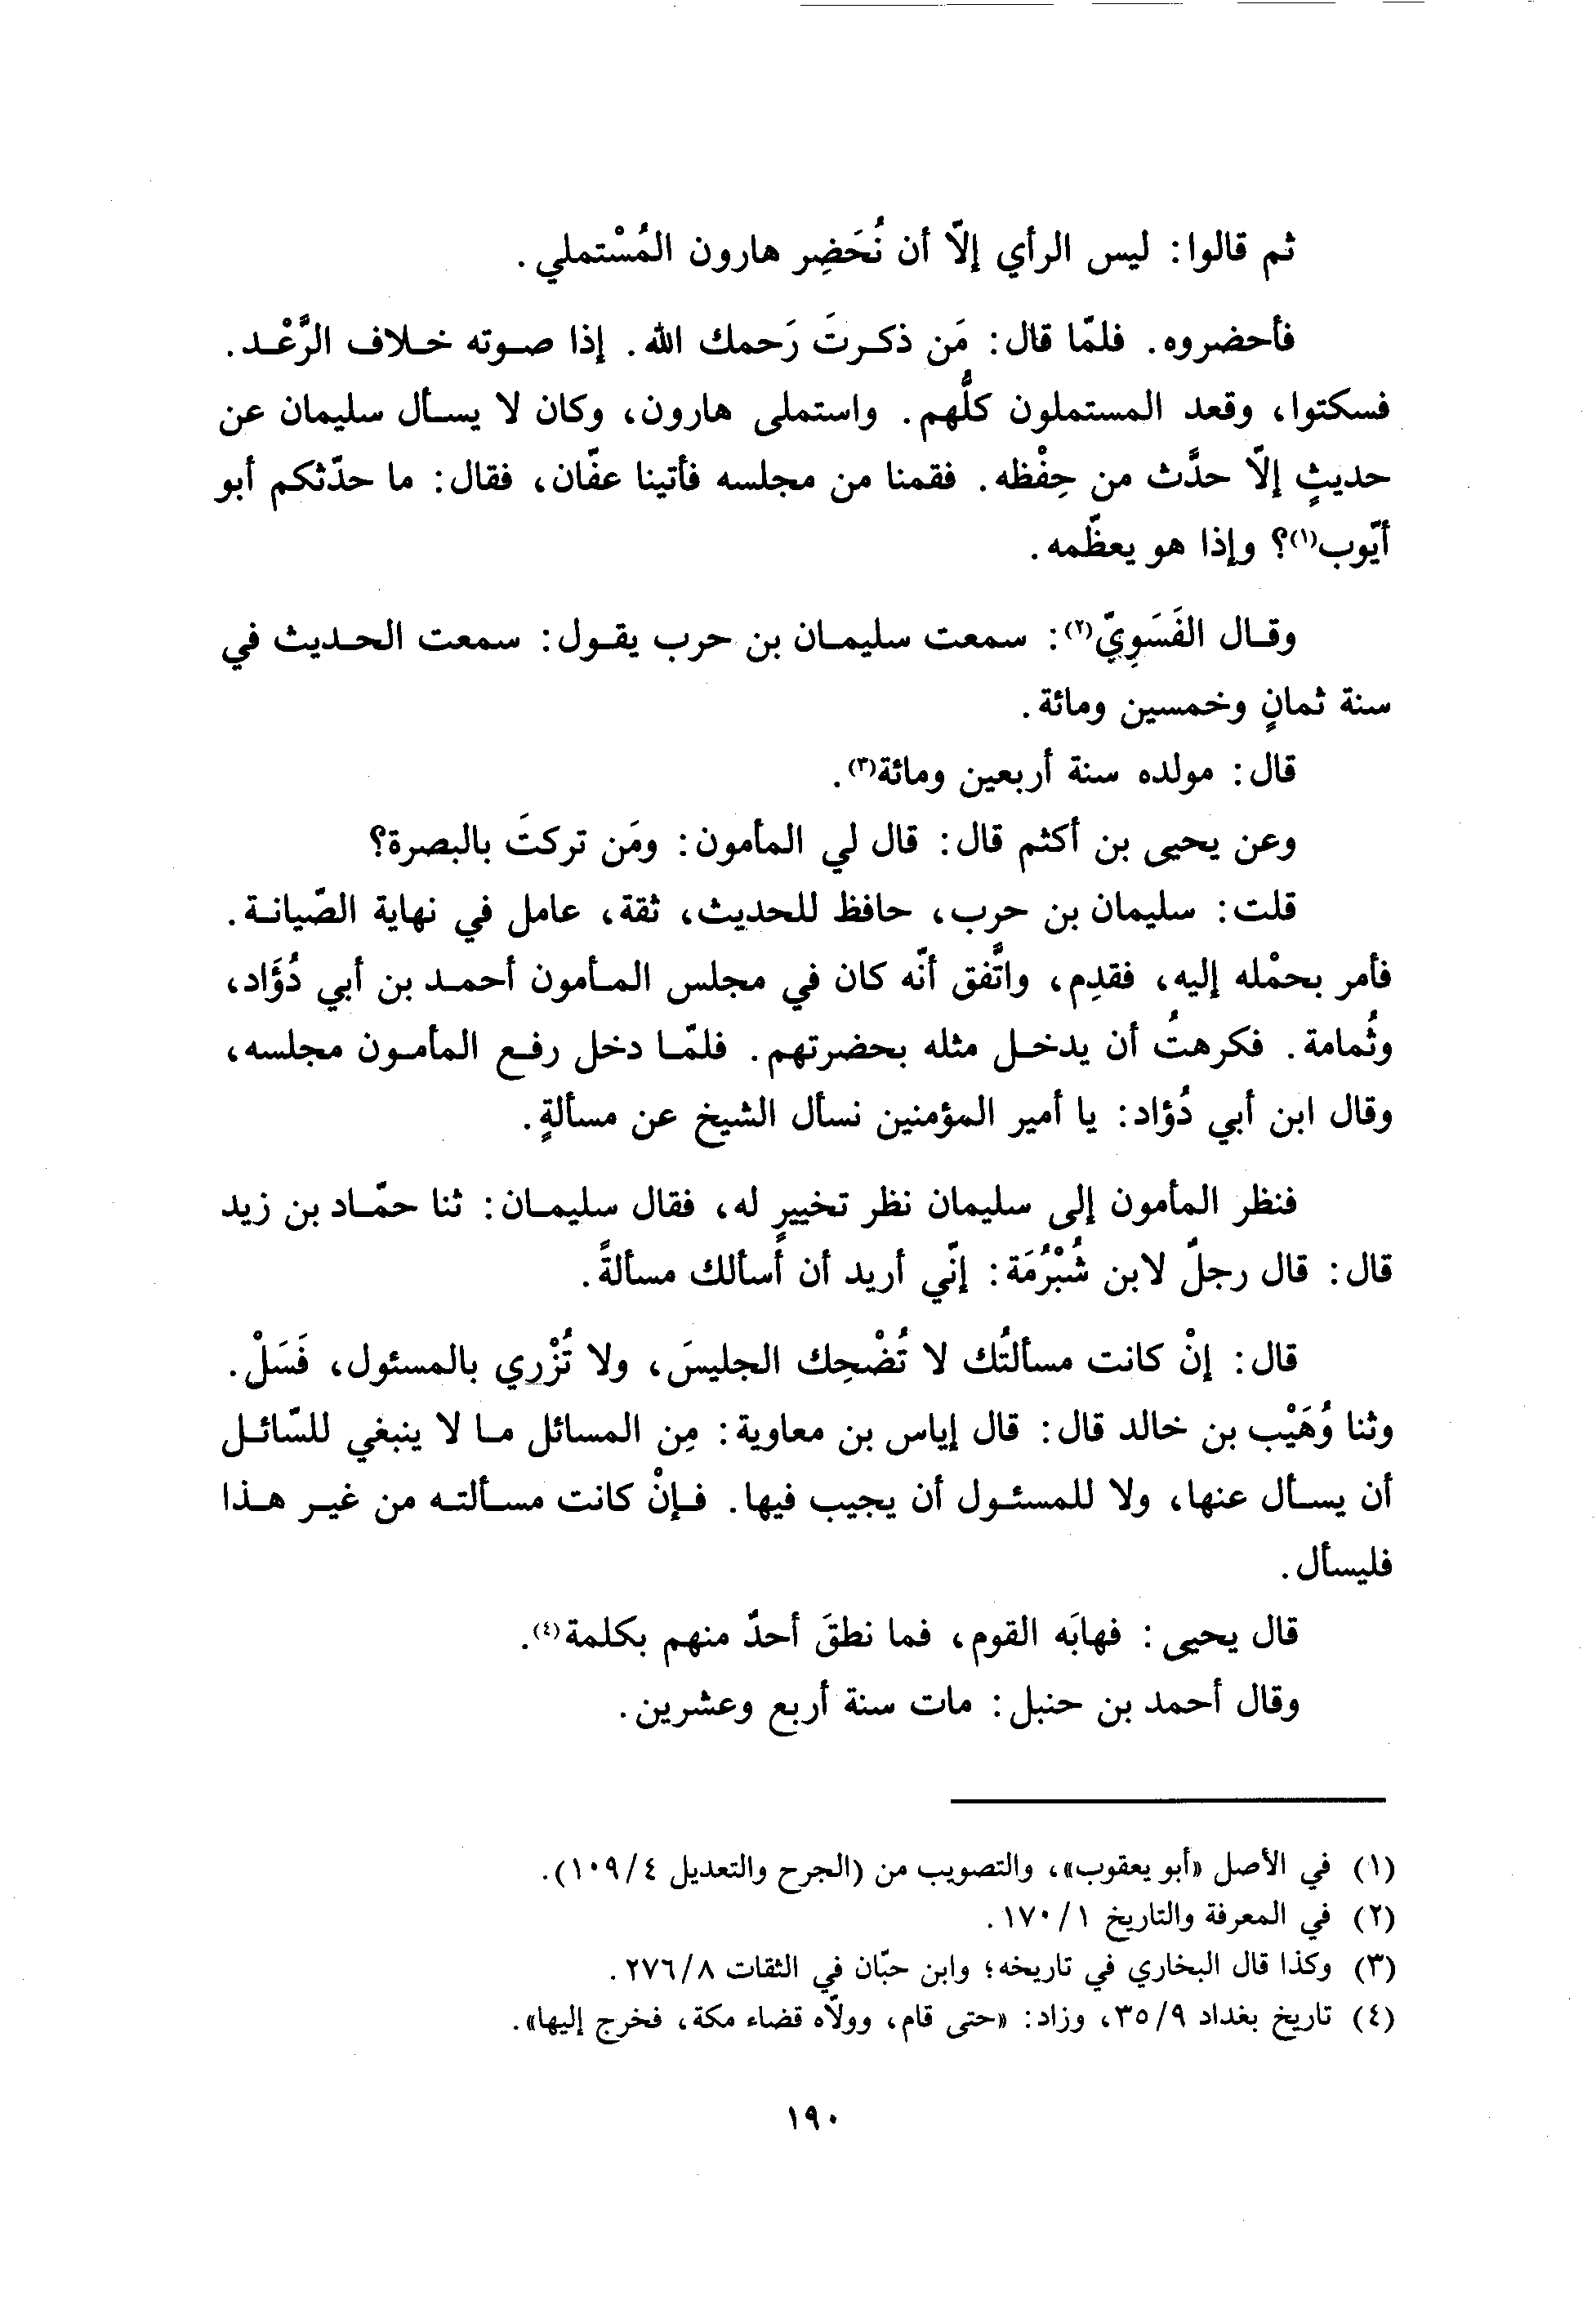 ثم قالوا: ليس الرأي إلاّ أن نُحَضِر هارون المُسْتملي.
فأحضروه. فلمّا قال: مَن ذكرتَ رَحمك الله. إذا صوته خلاف الرَّعْد.
فسكتوا، وقعد المستملون كلُّهم. واستملى هارون، وكان لا يسأل سليمان عن
حديثٍ إلاّ حدَّث من حِفْظه. فقمنا من مجلسه فأتينا عفّان، فقال: ما حدّثكم أبو
أيّوب(١)؟ وإذا هو يعظّمه.
وقال الفَسَوِيّ(٢): سمعت سليمان بن حرب يقول: سمعت الحديث في
سنة ثمانٍ وخمسين ومائة.
قال: مولده سنة أربعين ومائة(٣).
وعن يحيى بن أكثم قال: قال لي المأمون: ومَن تركتَ بالبصرة؟
قلت: سليمان بن حرب، حافظ للحديث، ثقة، عامل في نهاية الصّيانة.
فأمر بحمْله إليه، فقدِم، واتَّفق أنّه كان في مجلس المأمون أحمد بن أبي دُؤَاد،
وثُمامة. فكرهتُ أن يدخل مثله بحضرتهم. فلمّا دخل رفع المأمون مجلسه،
وقال ابن أبي دُؤاد: يا أمير المؤمنين نسأل الشيخ عن مسألةٍ.
فنظر المأمون إلى سليمان نظر تخييرٍ له، فقال سليمان: ثنا حمّاد بن زيد
قال: قال رجلٌ لابن شُبْرُمَة: إنّي أريد أن أسألك مسألةً.
قال: إنْ كانت مسألتُك لا تُضْحِك الجليسَ، ولا تُزْري بالمسئول، فَسَلْ.
وثنا وُهَيْب بن خالد قال: قال إياس بن معاوية: مِن المسائل ما لا ينبغي للسّائل
أن يسأل عنها، ولا للمسئول أن يجيب فيها. فإنْ كانت مسألته من غير هذا
فليسأل.
قال يحيى: فهابَه القوم، فما نطقَ أحدٌ منهم بكلمة(٤).
وقال أحمد بن حنبل: مات سنة أربع وعشرين.
(١) في الأصل «أبو يعقوب»، والتصويب من (الجرح والتعديل ١٠٩/٤).
(٢) في المعرفة والتاريخ ١٧٠/١.
(٣) وكذا قال البخاري في تاريخه؛ وابن حبّان في الثقات ٢٧٦/٨.
(٤) تاريخ بغداد ٣٥/٩، وزاد: «حتى قام، وولاّه قضاء مكة، فخرج إليها».
١٩٠